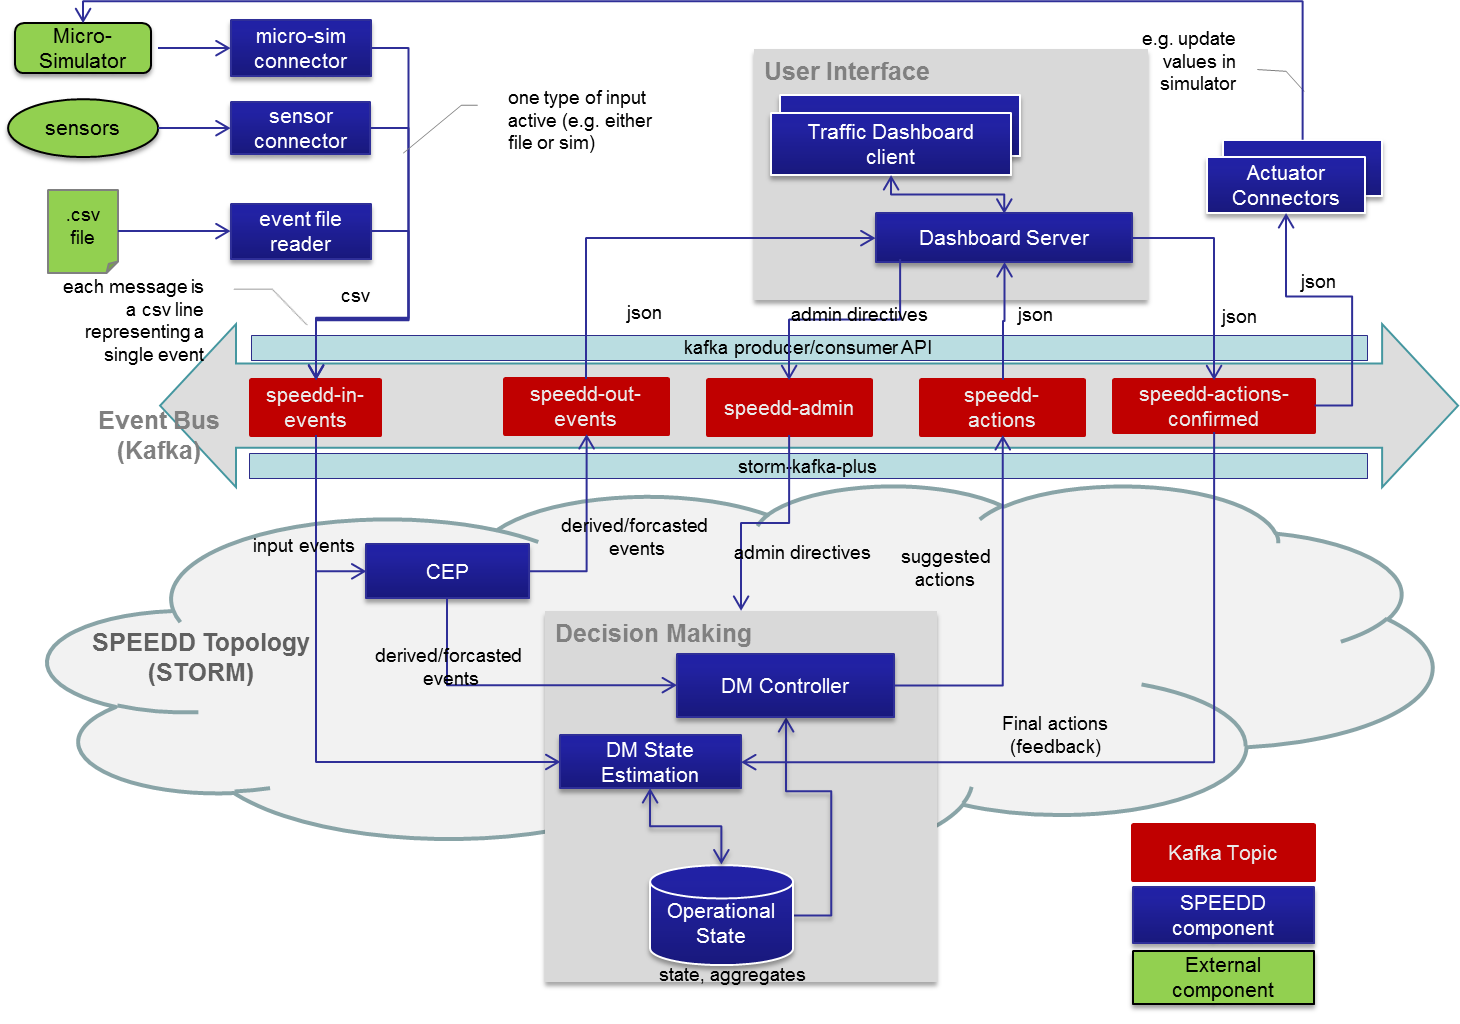 Micro-
Simulator
micro-sim
connector
sensors
sensor
connector
.csv
file
event file
reader
one type of input
active (e.g. either
file or sim)
User Interface
Traffic Dashboard
client
Dashboard Server
e.g. update
values in
simulator
Actuator
Connectors
each message is
a csv line
representing a
single event
csv
json
admin directives
json
json
json
kafka producer/consumer API
Event Bus
(Kafka)
speedd-in-
events
speedd-out-
events
speedd-admin
speedd-
actions
speedd-actions-
confirmed
storm-kafka-plus
input events
derived/forcasted
events
admin directives
suggested
actions
CEP
SPEEDD Topology
(STORM)
derived/forcasted
events
Decision Making
DM Controller
DM State
Estimation
Final actions
(feedback)
Operational
State
state, aggregates
Kafka Topic
SPEEDD
component
External
component